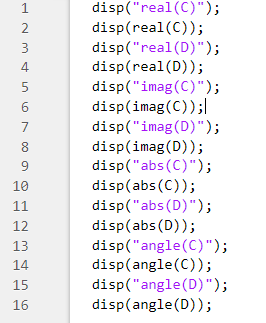 1 disp("real(C)");
2 disp(real(C));
3 disp("real(D)");
4 disp(real(D));
5 disp("imag(C)");
6 disp(imag(C));
7 disp("imag(D)");
8 disp(imag(D));
9 disp("abs(C)");
10 disp(abs(C));
11 disp("abs(D)");
12 disp(abs(D));
13 disp("angle(C)");
14 disp(angle(C));
15 disp("angle(D)");
16 disp(angle(D));